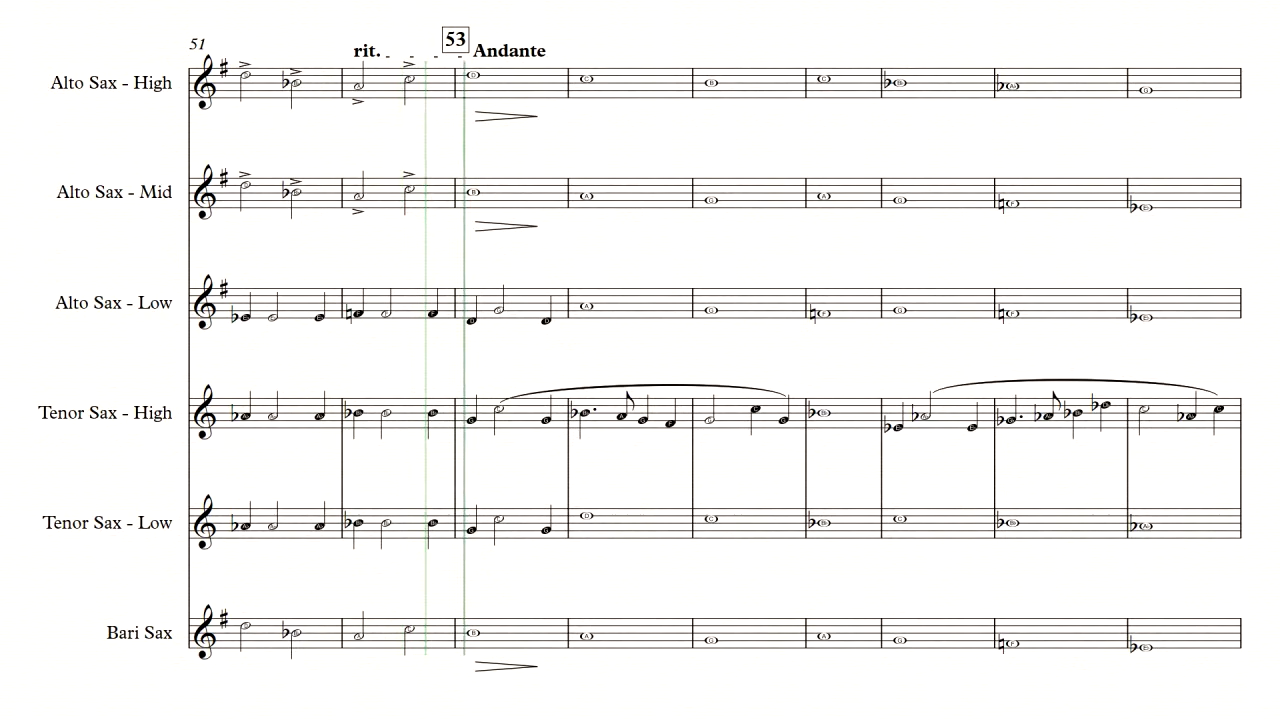 51
rit.
53 Andante
Alto Sax - High
Alto Sax - Mid
Alto Sax - Low
Tenor Sax - High
Tenor Sax - Low
Bari Sax